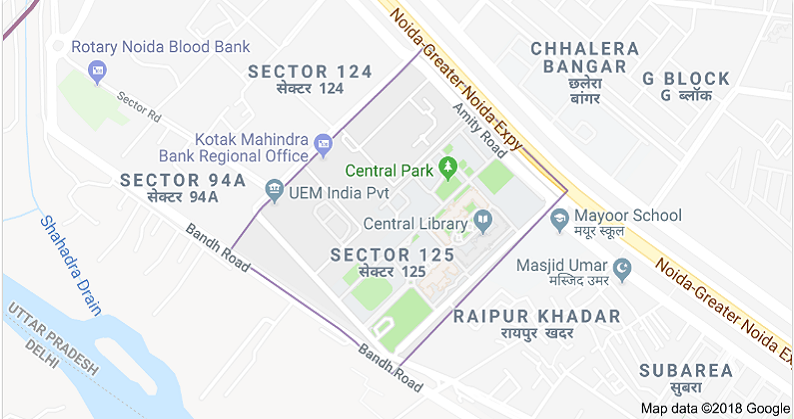 Rotary Noida Blood Bank
Sector Rd
SECTOR 124
सेक्टर 124
Noida-Greater Noida Expy
CHHALERA
BANGAR
छलेरा
बांगर
G BLOCK
G ब्लॉक
Amity Road
Kotak Mahindra
Bank Regional Office
Central Park
SECTOR 94A
सेक्टर 94A
UEM India Pvt
Central Library
Mayoor School
मयूर स्कूल
Bandh Road
SECTOR 125
सेक्टर 125
Masjid Umar
मस्जिद उमर
Noida-Greater Noida Exp
Shahadra Drain
RAIPUR KHADAR
रायपुर खदर
UTTAR PRADESH
DELHI
Bandh Road
SUBAREA
सुबरा
Map data ©2018 Google